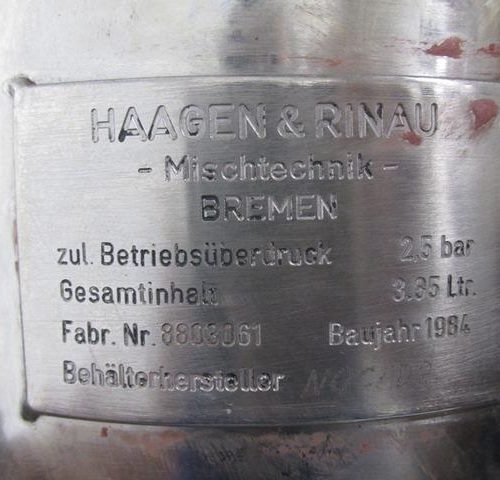 HAAGEN & RINAU
- Mischtechnik -
BREMEN
zul. Betriebsüberdruck 2,5 bar
Gesamtinhalt 3.35 Ltr.
Fabr. Nr. 8803061 Baujahr 1984
Behälterhersteller